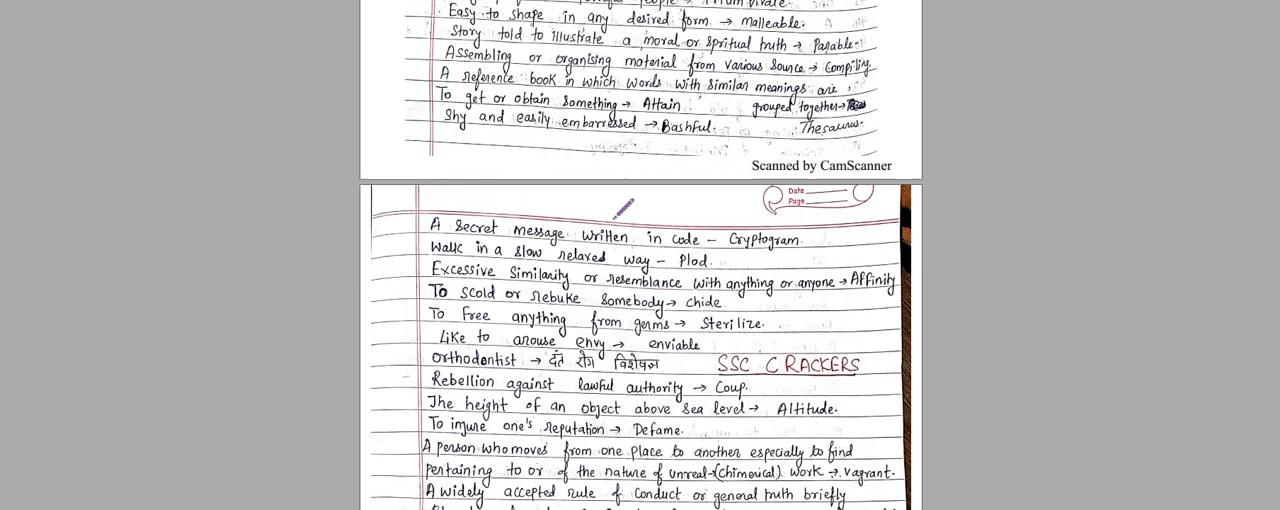 Easy to shape in any desired form → malleable.
Story told to illustrate a moral or spritual truth → Parable.
Assembling or organising material from various source → Compiling.
A reference book in which words with similar meanings are
To get or obtain something → Attain grouped together →
Shy and easily embarressed → Bashful. Thesaurus.
Scanned by CamScanner
Date
Page
A secret message written in code – Cryptogram.
Walk in a slow relaxed way – Plod.
Excessive similarity or resemblance with anything or anyone → Affinity
To scold or rebuke somebody → chide
To Free anything from germs → Sterilize.
Like to arouse envy → enviable
Orthodontist → दंत रोग SSC CRACKERS
Rebellion against lawful authority → Coup.
The height of an object above sea level → Altitude.
To injure one's reputation → Defame.
A person who moves from one place to another especially to find
Pertaining to or of the nature of unreal (chimerical) work → vagrant.
A widely accepted rule of conduct or general truth briefly